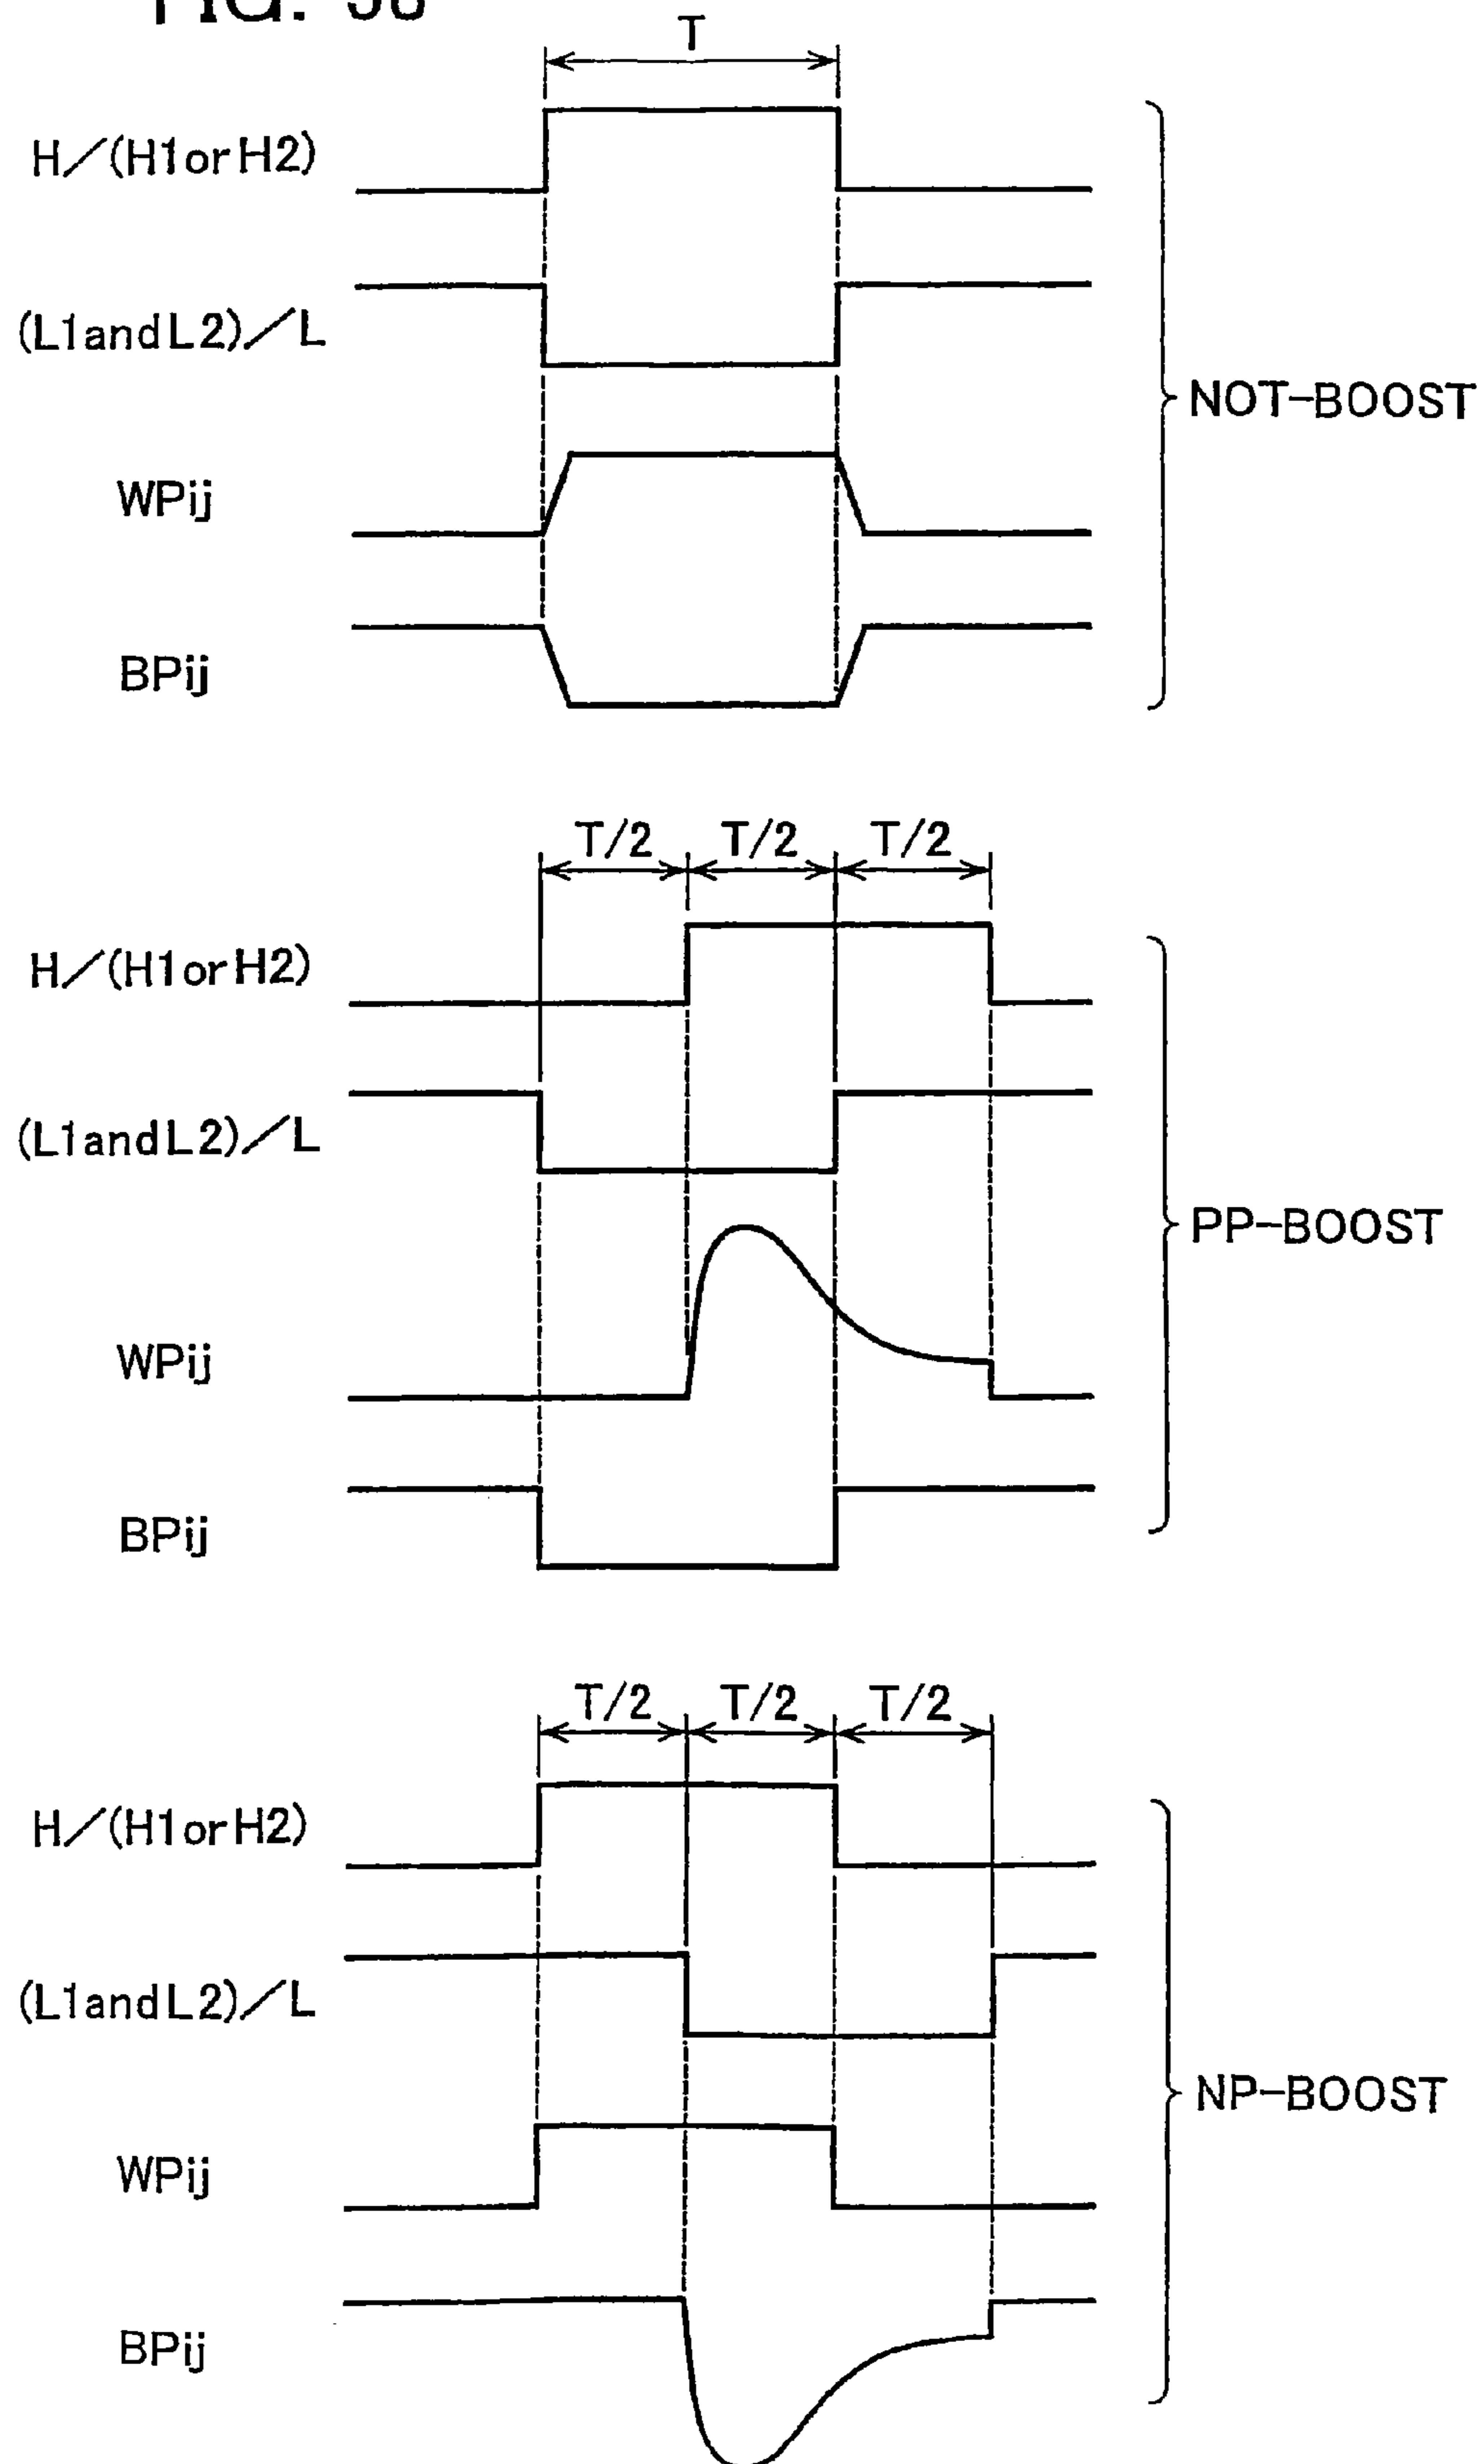 FIG.
T
H/(H1orH2)
(L1andL2)/L
NOT-BOOST
WPij
BPij
T/2 T/2 T/2
H/(H1orH2)
(L1andL2)/L
PP-BOOST
WPij
BPij
T/2 T/2 T/2
H/(H1orH2)
(L1andL2)/L
NP-BOOST
WPij
BPij